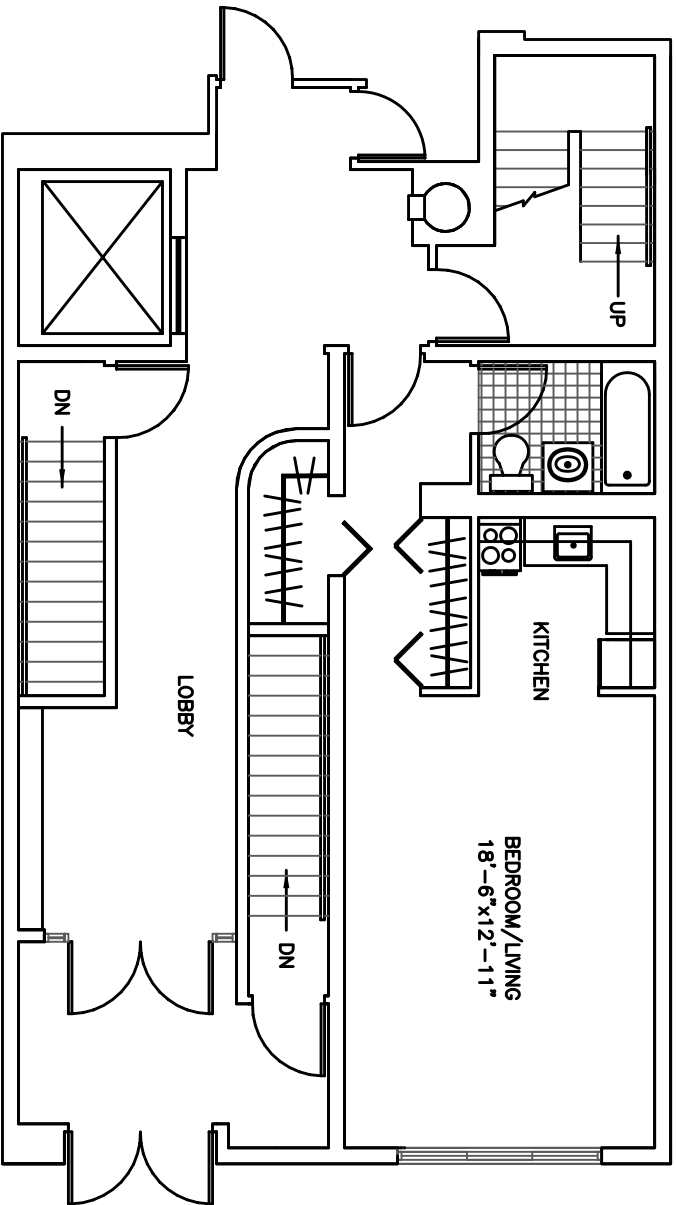 UP
DN
KITCHEN
LOBBY
BEDROOM/LIVING
18'-6"x12'-11"
DN